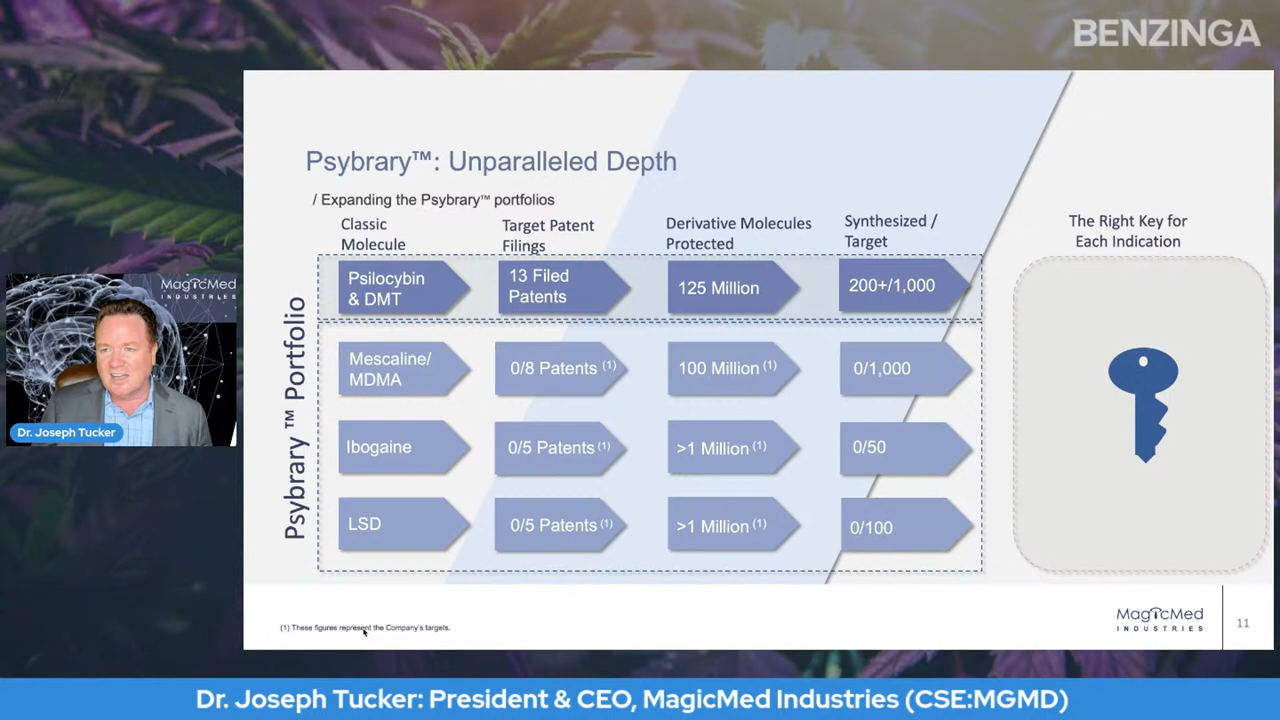 BENZINGA
Psybrary™: Unparalleled Depth
/ Expanding the Psybrary™ portfolios
Classic
Molecule
Target Patent
Filings
Derivative Molecules
Protected
Synthesized /
Target
The Right Key for
Each Indication
Psybrary ™ Portfolio
Psilocybin
& DMT
13 Filed
Patents
125 Million
200+/1,000
Mescaline/
MDMA
0/8 Patents (1)
100 Million (1)
0/1,000
Ibogaine
0/5 Patents (1)
>1 Million (1)
0/50
LSD
0/5 Patents (1)
>1 Million (1)
0/100
MagicMed
INDUSTRIES
Dr. Joseph Tucker
(1) These figures represent the Company's targets.
MagicMed
INDUSTRIES
11
Dr. Joseph Tucker: President & CEO, MagicMed Industries (CSE:MGMD)